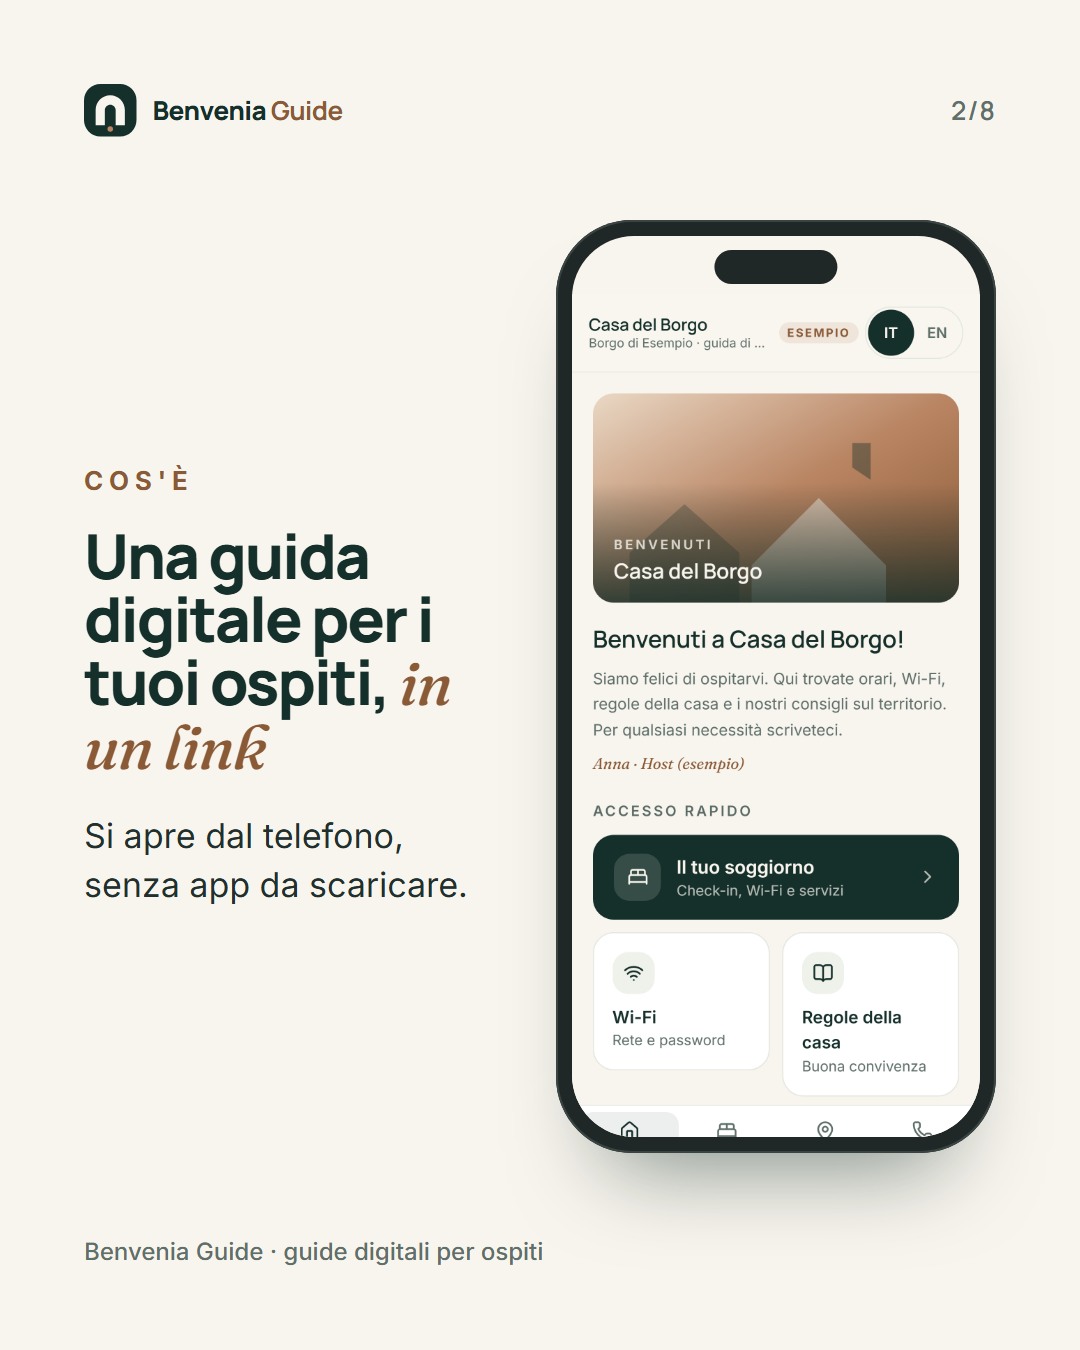 Benvenia Guide
2/8
COS'È
Una guida
digitale per i
tuoi ospiti, in
un link
Si apre dal telefono,
senza app da scaricare.
Casa del Borgo
Borgo di Esempio · guida di ...
ESEMPIO
IT
EN
BENVENUTI
Casa del Borgo
Benvenuti a Casa del Borgo!
Siamo felici di ospitarvi. Qui trovate orari, Wi-Fi,
regole della casa e i nostri consigli sul territorio.
Per qualsiasi necessità scriveteci.
Anna · Host (esempio)
ACCESSO RAPIDO
Il tuo soggiorno
Check-in, Wi-Fi e servizi
Wi-Fi
Rete e password
Regole della
casa
Buona convivenza
Benvenia Guide · guide digitali per ospiti